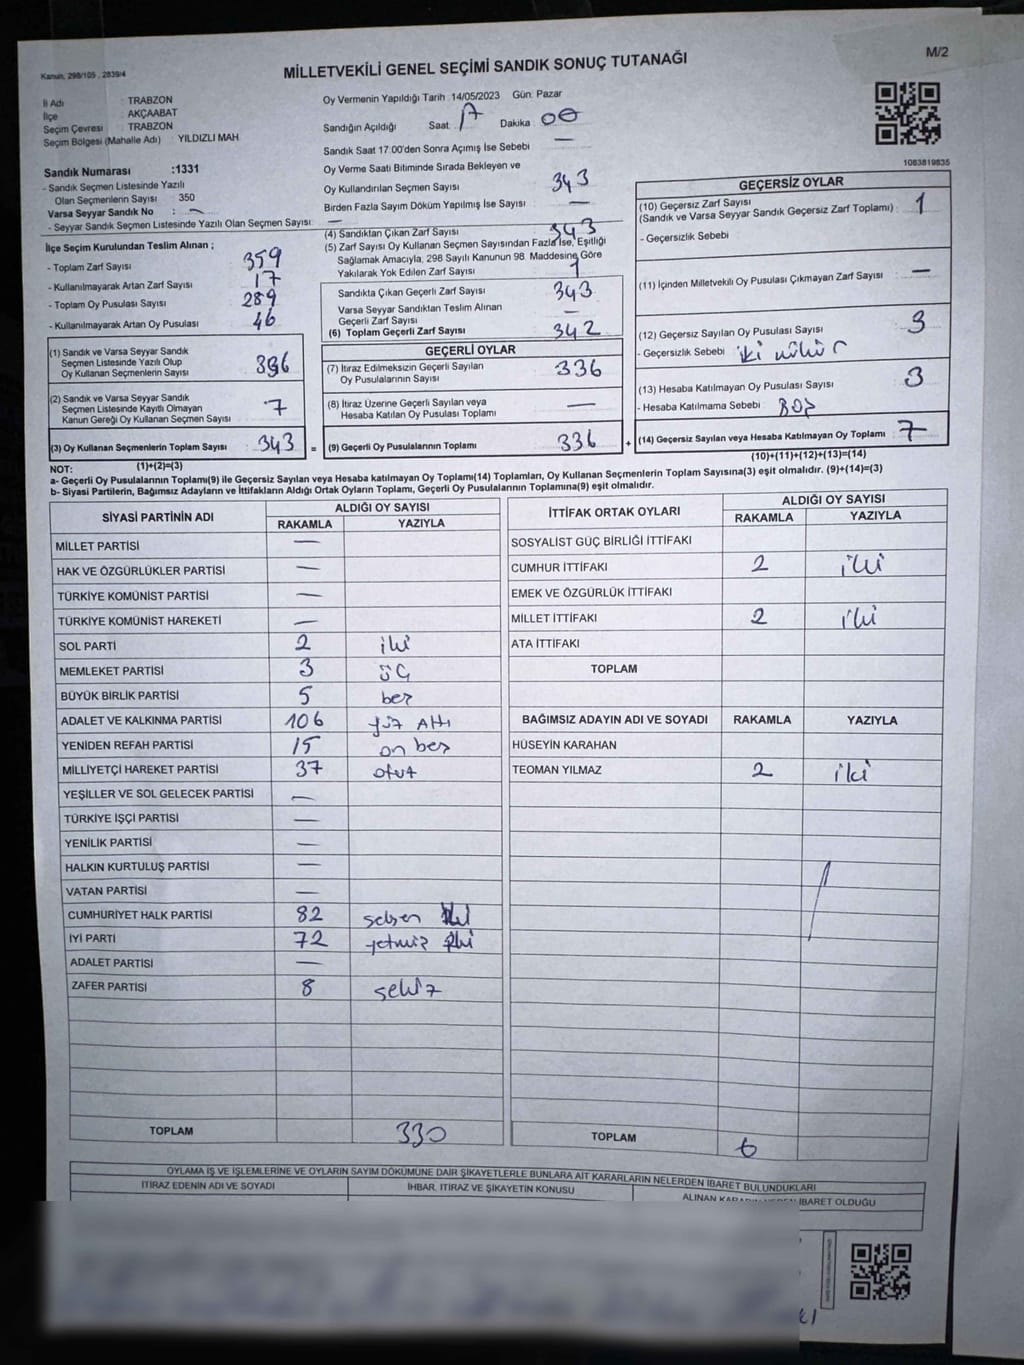 Kanun, 298/105 , 2839/4
MİLLETVEKİLİ GENEL SEÇİMİ SANDIK SONUÇ TUTANAĞI
M/2
İl Adı : TRABZON
İlçe : AKÇAABAT
Seçim Çevresi : TRABZON
Seçim Bölgesi (Mahalle Adı) : YILDIZLI MAH
Oy Vermenin Yapıldığı Tarih :14/05/2023 Gün: Pazar
Sandığın Açıldığı Saat : 17 Dakika : 00
Sandık Saat 17:00'den Sonra Açımış İse Sebebi : —
1083819835
Sandık Numarası :1331
- Sandık Seçmen Listesinde Yazılı
Olan Seçmenlerin Sayısı : 350
Varsa Seyyar Sandık No : —
- Seyyar Sandık Seçmen Listesinde Yazılı Olan Seçmen Sayısı: —
Oy Verme Saati Bitiminde Sırada Bekleyen ve
Oy Kullandırılan Seçmen Sayısı : 343
Birden Fazla Sayım Döküm Yapılmış İse Sayısı : —
İlçe Seçim Kurulundan Teslim Alınan ;
- Toplam Zarf Sayısı : 359
- Kullanılmayarak Artan Zarf Sayısı : 17
- Toplam Oy Pusulası Sayısı : 289
- Kullanılmayarak Artan Oy Pusulası : 46
(4) Sandıktan Çıkan Zarf Sayısı : 343
(5) Zarf Sayısı Oy Kullanan Seçmen Sayısından Fazla İse, Eşitliği
Sağlamak Amacıyla, 298 Sayılı Kanunun 98. Maddesine Göre
Yakılarak Yok Edilen Zarf Sayısı : 1
Sandıkta Çıkan Geçerli Zarf Sayısı : 343
Varsa Seyyar Sandıktan Teslim Alınan
Geçerli Zarf Sayısı : —
(6) Toplam Geçerli Zarf Sayısı : 342
GEÇERSİZ OYLAR
(10) Geçersiz Zarf Sayısı
(Sandık ve Varsa Seyyar Sandık Geçersiz Zarf Toplamı) : 1
- Geçersizlik Sebebi :
(11) İçinden Milletvekili Oy Pusulası Çıkmayan Zarf Sayısı : —
(12) Geçersiz Sayılan Oy Pusulası Sayısı : 3
- Geçersizlik Sebebi : iki mühür
(13) Hesaba Katılmayan Oy Pusulası Sayısı : 3
- Hesaba Katılmama Sebebi : Boş
(14) Geçersiz Sayılan veya Hesaba Katılmayan Oy Toplamı : 7
(10)+(11)+(12)+(13)=(14)
(1) Sandık ve Varsa Seyyar Sandık
Seçmen Listesinde Yazılı Olup
Oy Kullanan Seçmenlerin Sayısı : 336
(2) Sandık ve Varsa Seyyar Sandık
Seçmen Listesinde Kayıtlı Olmayan
Kanun Gereği Oy Kullanan Seçmen Sayısı : 7
(3) Oy Kullanan Seçmenlerin Toplam Sayısı : 343 =
(1)+(2)=(3)
GEÇERLİ OYLAR
(7) İtiraz Edilmeksizin Geçerli Sayılan
Oy Pusulalarının Sayısı : 336
(8) İtiraz Üzerine Geçerli Sayılan veya
Hesaba Katılan Oy Pusulası Toplamı : —
(9) Geçerli Oy Pusulalarının Toplamı : 336 +
NOT:
a- Geçerli Oy Pusulalarının Toplamı(9) ile Geçersiz Sayılan veya Hesaba katılmayan Oy Toplamı(14) Toplamları, Oy Kullanan Seçmenlerin Toplam Sayısına(3) eşit olmalıdır. (9)+(14)=(3)
b- Siyasi Partilerin, Bağımsız Adayların ve İttifakların Aldığı Ortak Oyların Toplamı, Geçerli Oy Pusulalarının Toplamına(9) eşit olmalıdır.
SİYASİ PARTİNİN ADI ALDIĞI OY SAYISI
RAKAMLA YAZIYLA
MİLLET PARTİSİ —
HAK VE ÖZGÜRLÜKLER PARTİSİ —
TÜRKİYE KOMÜNİST PARTİSİ —
TÜRKİYE KOMÜNİST HAREKETİ —
SOL PARTİ 2 iki
MEMLEKET PARTİSİ 3 üç
BÜYÜK BİRLİK PARTİSİ 5 beş
ADALET VE KALKINMA PARTİSİ 106 yüz Altı
YENİDEN REFAH PARTİSİ 15 on beş
MİLLİYETÇİ HAREKET PARTİSİ 37 otuz
YEŞİLLER VE SOL GELECEK PARTİSİ —
TÜRKİYE İŞÇİ PARTİSİ —
YENİLİK PARTİSİ —
HALKIN KURTULUŞ PARTİSİ —
VATAN PARTİSİ —
CUMHURİYET HALK PARTİSİ 82 seksen iki
İYİ PARTİ 72 yetmiş iki
ADALET PARTİSİ —
ZAFER PARTİSİ 8 sekiz
TOPLAM 330
İTTİFAK ORTAK OYLARI ALDIĞI OY SAYISI
RAKAMLA YAZIYLA
SOSYALİST GÜÇ BİRLİĞİ İTTİFAKI
CUMHUR İTTİFAKI 2 iki
EMEK VE ÖZGÜRLÜK İTTİFAKI
MİLLET İTTİFAKI 2 iki
ATA İTTİFAKI
TOPLAM
BAĞIMSIZ ADAYIN ADI VE SOYADI RAKAMLA YAZIYLA
HÜSEYİN KARAHAN
TEOMAN YILMAZ 2 iki
TOPLAM 6
OYLAMA İŞ VE İŞLEMLERİNE VE OYLARIN SAYIM DÖKÜMÜNE DAİR ŞİKAYETLERLE BUNLARA AİT KARARLARIN NELERDEN İBARET BULUNDUKLARI
İTİRAZ EDENİN ADI VE SOYADI İHBAR, İTİRAZ VE ŞİKAYETİN KONUSU ALINAN KARARIN NEDEN İBARET OLDUĞU